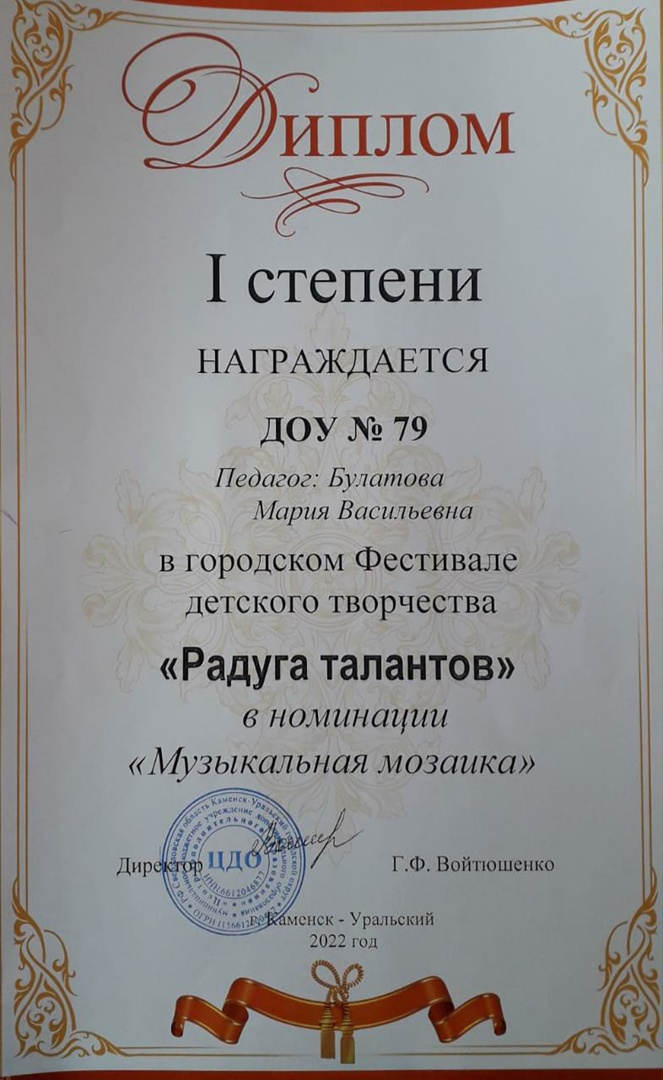 Диплом
I степени
НАГРАЖДАЕТСЯ
ДОУ № 79
Педагог: Булатова
Мария Васильевна
в городском Фестивале
детского творчества
«Радуга талантов»
в номинации
«Музыкальная мозаика»
Директор
ЦДО
Г.Ф. Войтюшенко
г. Каменск - Уральский
2022 год